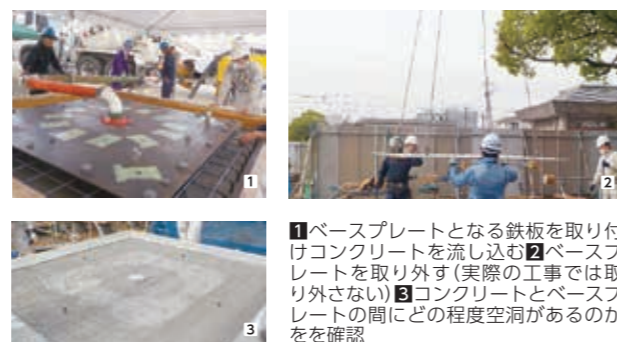 1
2
3
1ベースプレートとなる鉄板を取り付
けコンクリートを流し込む2ベースプ
レートを取り外す(実際の工事では取
り外さない)3コンクリートとベースプ
レートの間にどの程度空洞があるのか
をを確認